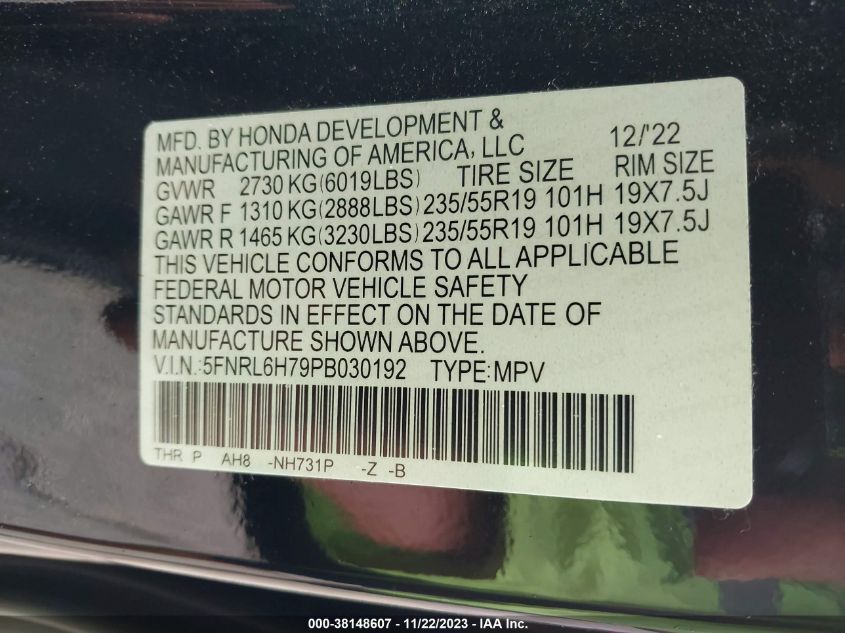 MFD. BY HONDA DEVELOPMENT &
MANUFACTURING OF AMERICA, LLC 12/'22
GVWR 2730 KG(6019LBS) TIRE SIZE RIM SIZE
GAWR F 1310 KG(2888LBS) 235/55R19 101H 19X7.5J
GAWR R 1465 KG(3230LBS) 235/55R19 101H 19X7.5J
THIS VEHICLE CONFORMS TO ALL APPLICABLE
FEDERAL MOTOR VEHICLE SAFETY
STANDARDS IN EFFECT ON THE DATE OF
MANUFACTURE SHOWN ABOVE.
V.I.N.:5FNRL6H79PB030192 TYPE:MPV
THR P AH8 -NH731P -Z -B
000-38148607 - 11/22/2023 - IAA Inc.